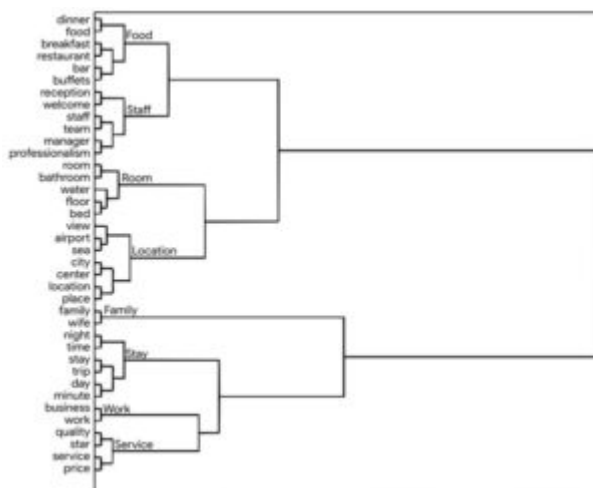 dinner
food
Food
breakfast
restaurant
bar
buffets
reception
welcome
Staff
staff
team
manager
professionalism
room
bathroom
Room
water
floor
bed
view
airport
sea
Location
city
center
location
place
family
Family
wife
night
time
Stay
stay
trip
day
minute
business
Work
work
quality
star
Service
service
price